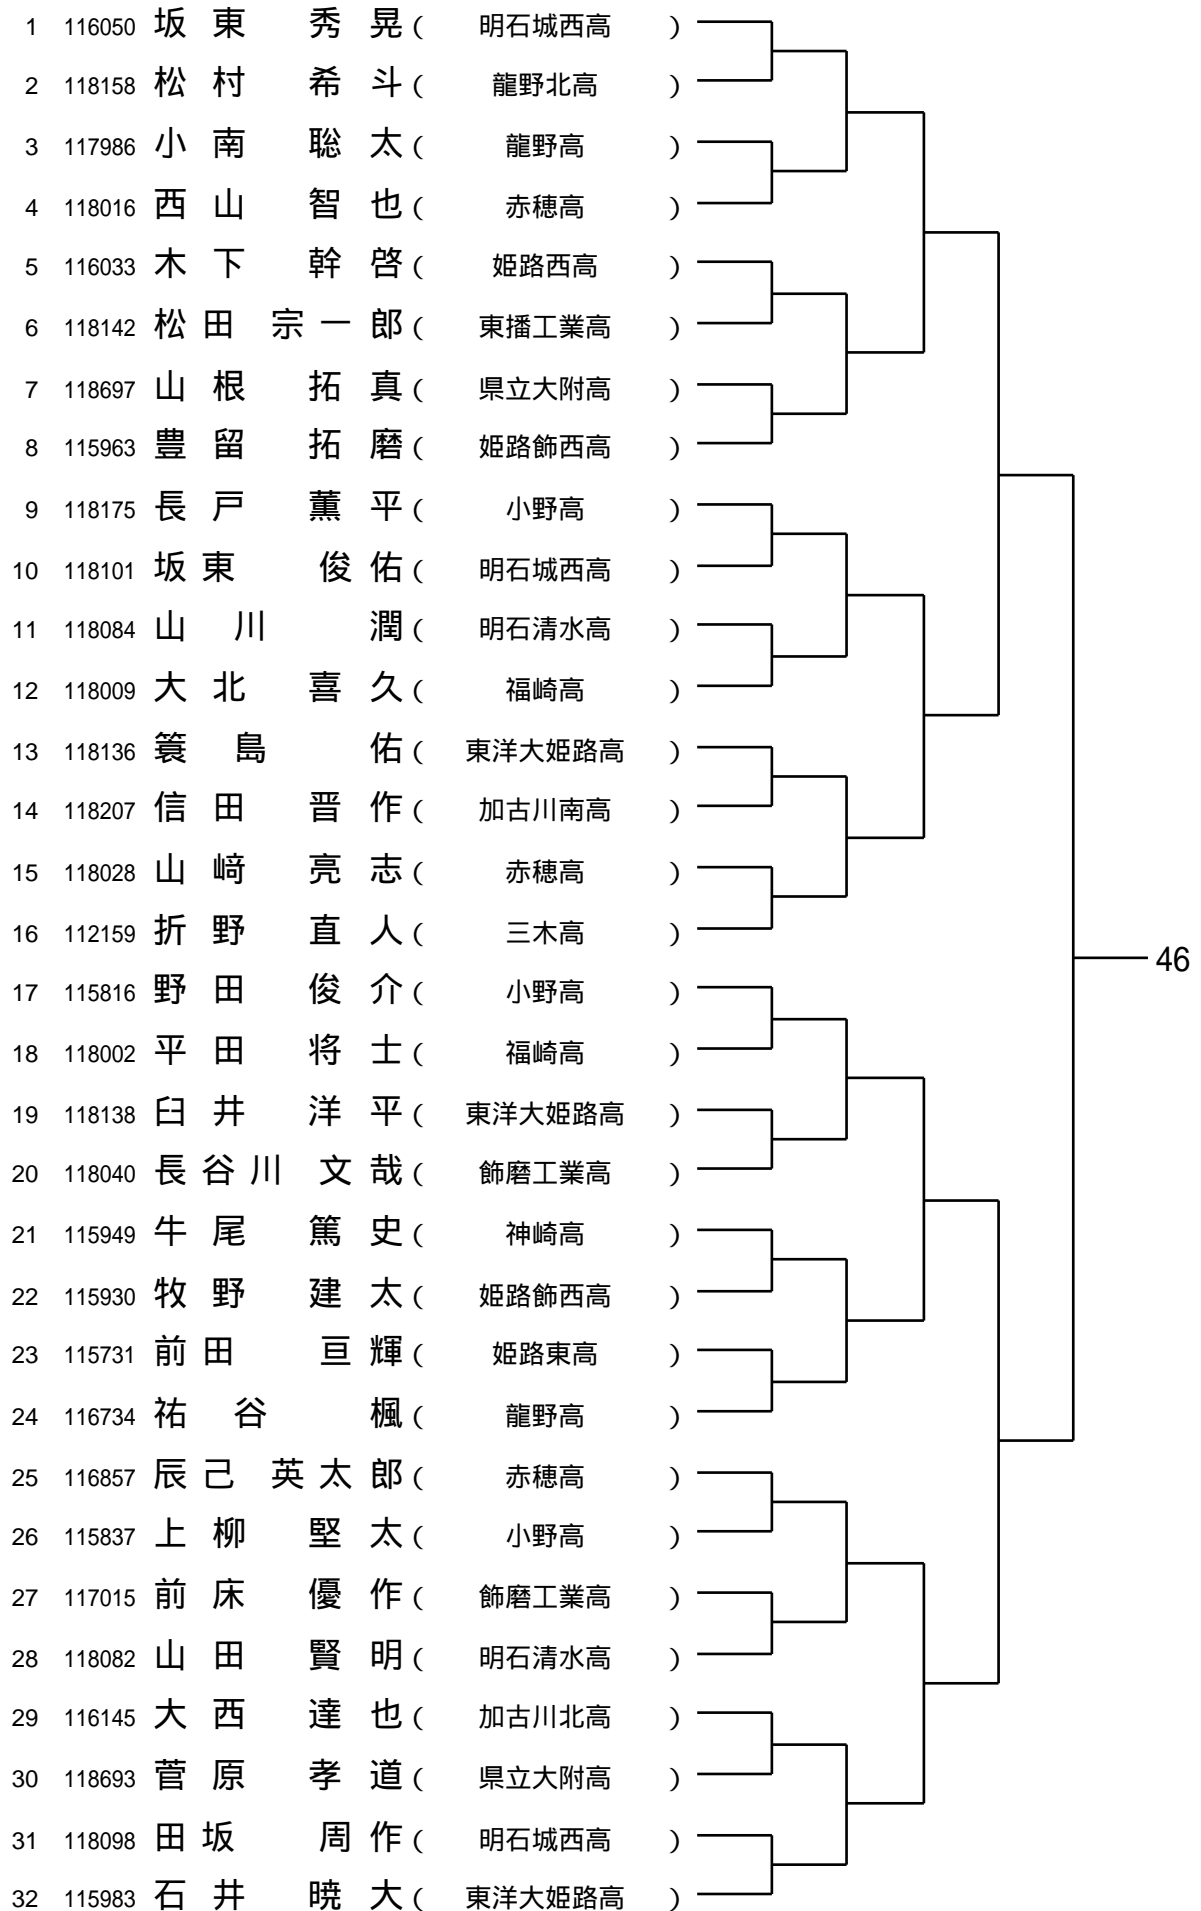 1 116050 坂東 秀晃 ( 明石城西高 )
2 118158 松村 希斗 ( 龍野北高 )
3 117986 小南 聡太 ( 龍野高 )
4 118016 西山 智也 ( 赤穂高 )
5 116033 木下 幹啓 ( 姫路西高 )
6 118142 松田 宗一郎 ( 東播工業高 )
7 118697 山根 拓真 ( 県立大附高 )
8 115963 豊留 拓磨 ( 姫路飾西高 )
9 118175 長戸 薫平 ( 小野高 )
10 118101 坂東 俊佑 ( 明石城西高 )
11 118084 山川 潤 ( 明石清水高 )
12 118009 大北 喜久 ( 福崎高 )
13 118136 簑島 佑 ( 東洋大姫路高 )
14 118207 信田 晋作 ( 加古川南高 )
15 118028 山﨑 亮志 ( 赤穂高 )
16 112159 折野 直人 ( 三木高 )
46
17 115816 野田 俊介 ( 小野高 )
18 118002 平田 将士 ( 福崎高 )
19 118138 臼井 洋平 ( 東洋大姫路高 )
20 118040 長谷川 文哉 ( 飾磨工業高 )
21 115949 牛尾 篤史 ( 神崎高 )
22 115930 牧野 建太 ( 姫路飾西高 )
23 115731 前田 亘輝 ( 姫路東高 )
24 116734 祐谷 楓 ( 龍野高 )
25 116857 辰己 英太郎 ( 赤穂高 )
26 115837 上柳 堅太 ( 小野高 )
27 117015 前床 優作 ( 飾磨工業高 )
28 118082 山田 賢明 ( 明石清水高 )
29 116145 大西 達也 ( 加古川北高 )
30 118693 菅原 孝道 ( 県立大附高 )
31 118098 田坂 周作 ( 明石城西高 )
32 115983 石井 暁大 ( 東洋大姫路高 )